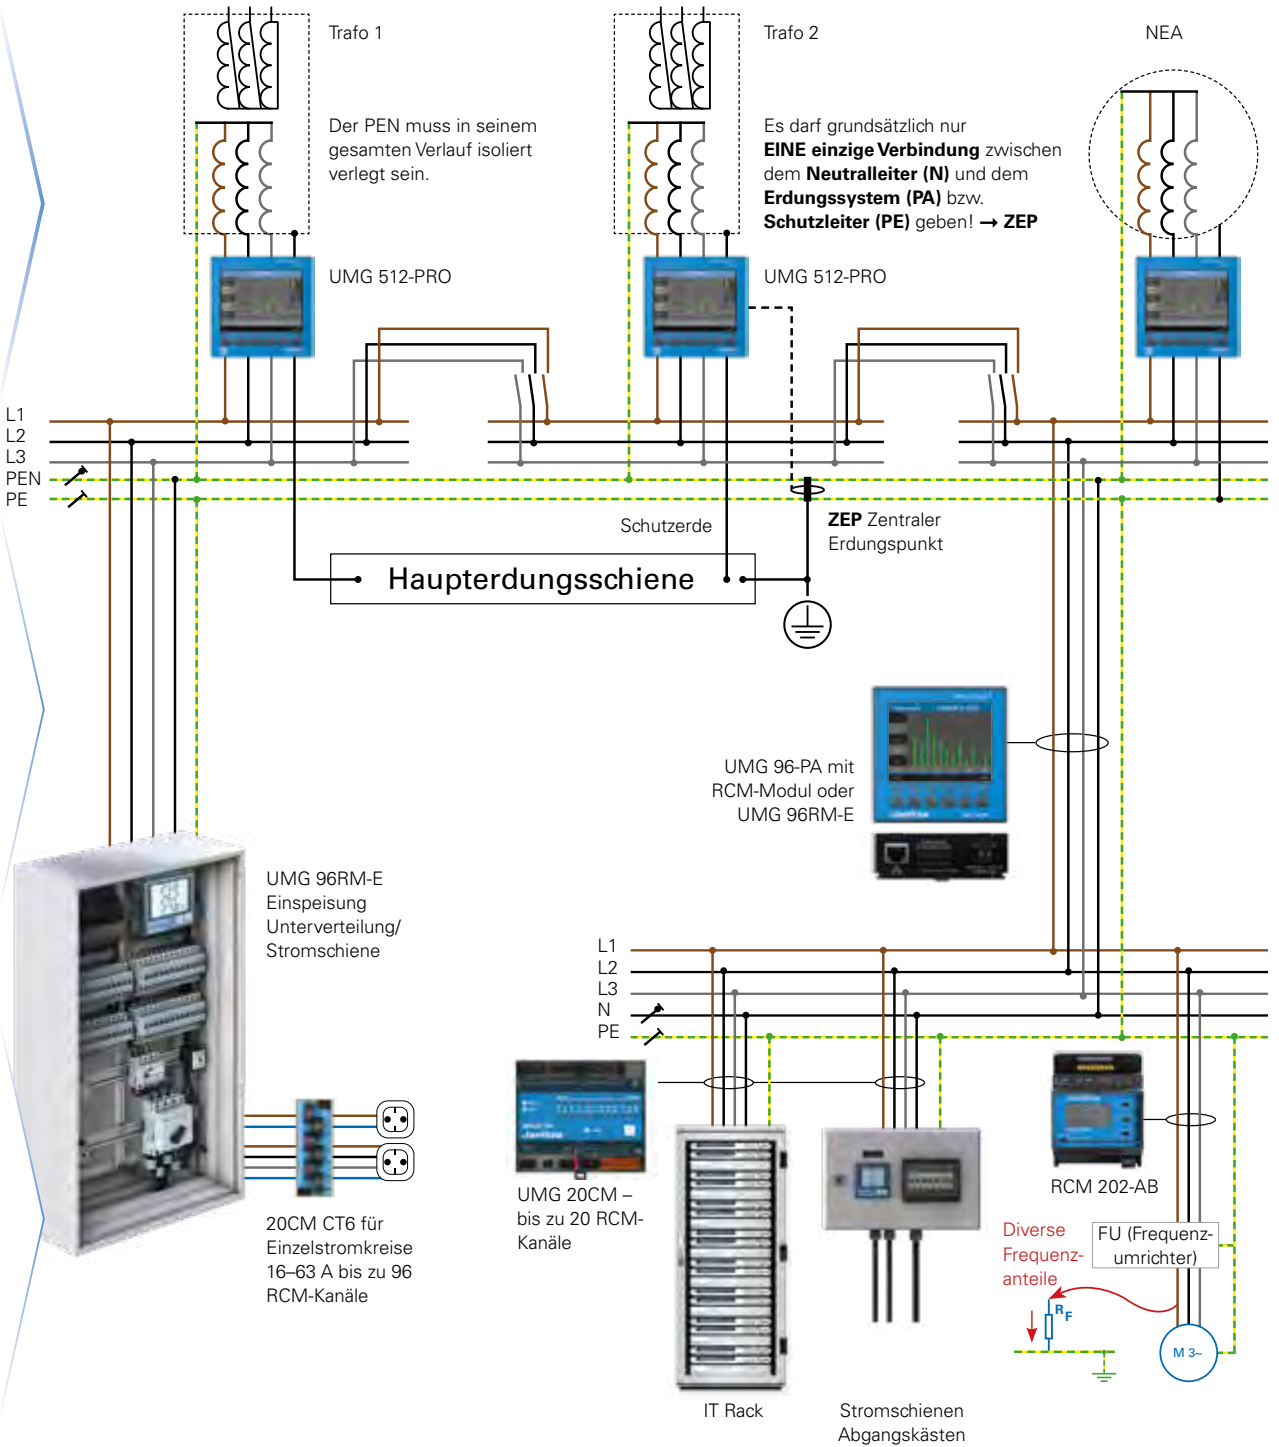 Trafo 1
Trafo 2
NEA
Der PEN muss in seinem
gesamten Verlauf isoliert
verlegt sein.
Es darf grundsätzlich nur
EINE einzige Verbindung zwischen
dem Neutralleiter (N) und dem
Erdungssystem (PA) bzw.
Schutzleiter (PE) geben! → ZEP
UMG 512-PRO
UMG 512-PRO
L1
L2
L3
PEN
PE
Schutzerde
ZEP Zentraler
Erdungspunkt
Haupterdungsschiene
UMG 96-PA mit
RCM-Modul oder
UMG 96RM-E
UMG 96RM-E
Einspeisung
Unterverteilung/
Stromschiene
L1
L2
L3
N
PE
20CM CT6 für
Einzelstromkreise
16–63 A bis zu 96
RCM-Kanäle
UMG 20CM –
bis zu 20 RCM-
Kanäle
RCM 202-AB
Diverse
Frequenz-
anteile
FU (Frequenz-
umrichter)
RF
M 3~
IT Rack
Stromschienen
Abgangskästen